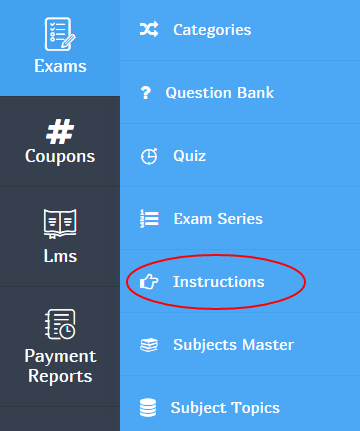 Exams
Coupons
Lms
Payment
Reports
Categories
Question Bank
Quiz
Exam Series
Instructions
Subjects Master
Subject Topics